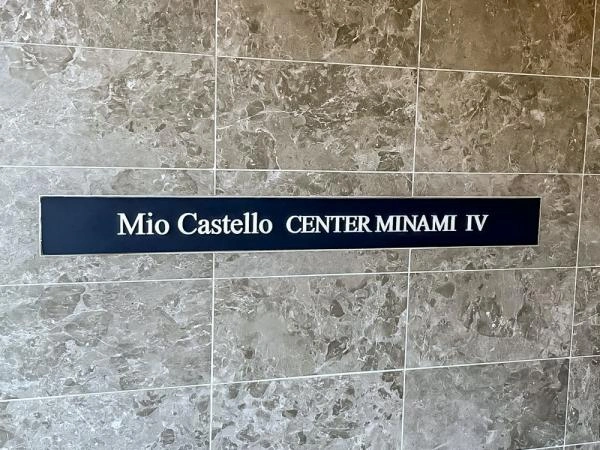 Mio Castello CENTER MINAMI IV